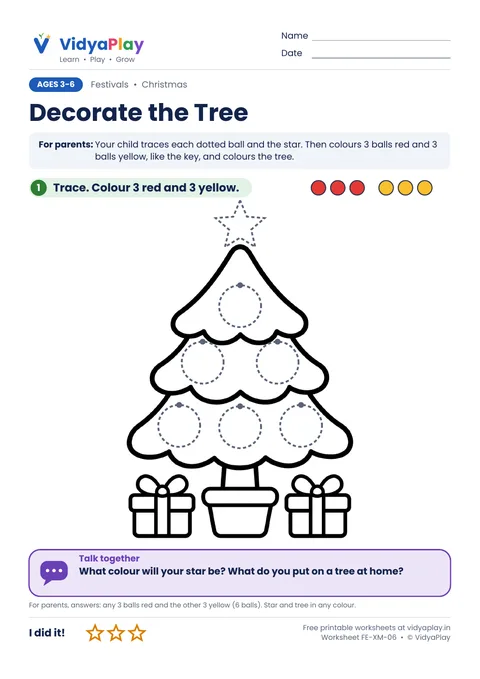 VidyaPlay
Learn • Play • Grow
Name
Date
AGES 3–6 Festivals • Christmas
Decorate the Tree
For parents: Your child traces each dotted ball and the star. Then colours 3 balls red and 3
balls yellow, like the key, and colours the tree.
1 Trace. Colour 3 red and 3 yellow.
Talk together
What colour will your star be? What do you put on a tree at home?
For parents, answers: any 3 balls red and the other 3 yellow (6 balls). Star and tree in any colour.
I did it!
Free printable worksheets at vidyaplay.in
Worksheet FE-XM-06 • © VidyaPlay